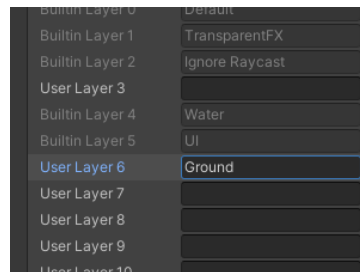 Builtin Layer 0 Default
Builtin Layer 1 TransparentFX
Builtin Layer 2 Ignore Raycast
User Layer 3
Builtin Layer 4 Water
Builtin Layer 5 UI
User Layer 6 Ground
User Layer 7
User Layer 8
User Layer 9
User Layer 10